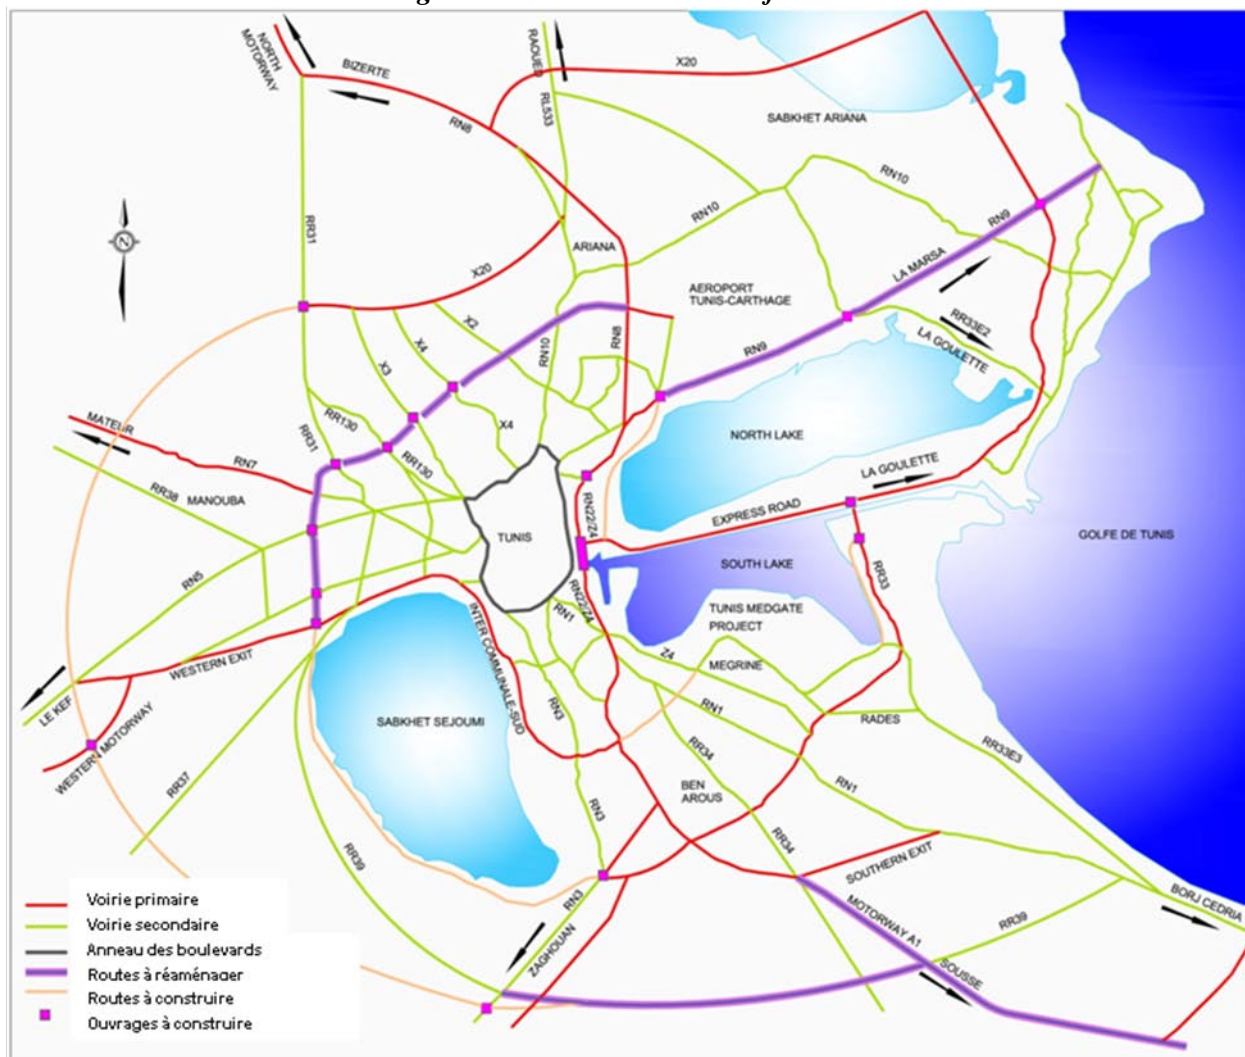 NORTH
MOTORWAY
BIZERTE
RAOUED
X20
RN8
RL533
SABKHET ARIANA
RN10
RR31
RN10
RN9
ARIANA
X20
LA MARSA
AEROPORT
TUNIS-CARTHAGE
RR33E2
LA GOULETTE
X2
X4
X3
RN10
RN8
RN9
RR130
RR31
X4
RR130
MATEUR
RN7
NORTH LAKE
LA GOULETTE
RR38
MANOUBA
RN22/Z4
EXPRESS ROAD
TUNIS
GOLFE DE TUNIS
RN5
SOUTH LAKE
RR33
RN22/Z4
RN1
TUNIS MEDGATE
PROJECT
INTER COMMUNALE-SUD
WESTERN EXIT
Z4
MEGRINE
LE KEF
RN3
RN1
SABKHET SEJOUMI
RADES
WESTERN MOTORWAY
RR34
RR33E3
RR37
BEN
AROUS
RN1
RN3
RR34
RR39
SOUTHERN EXIT
RN3
BORJ CEDRIA
MOTORWAY A1
RR39
ZAGHOUAN
SOUSSE
N
Voirie primaire
Voirie secondaire
Anneau des boulevards
Routes à réaménager
Routes à construire
Ouvrages à construire